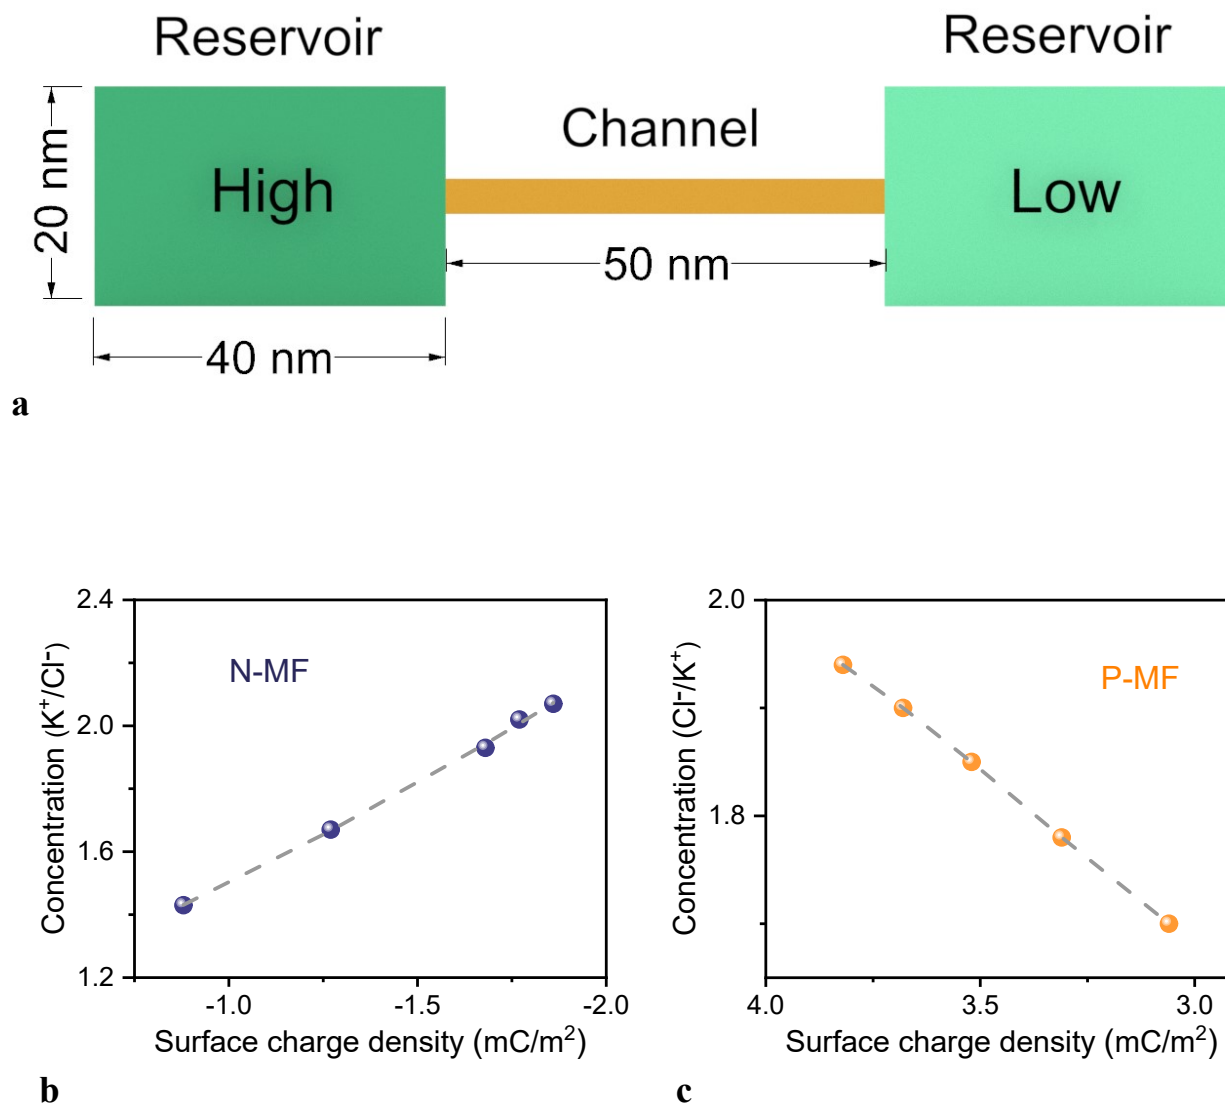 Reservoir
Reservoir
Channel
High
Low
20 nm
50 nm
40 nm
a
2.4
2.0
1.6
1.2
Concentration (K⁺/Cl⁻)
N-MF
-1.0
-1.5
-2.0
Surface charge density (mC/m²)
b
2.0
1.8
Concentration (Cl⁻/K⁺)
P-MF
4.0
3.5
3.0
Surface charge density (mC/m²)
c